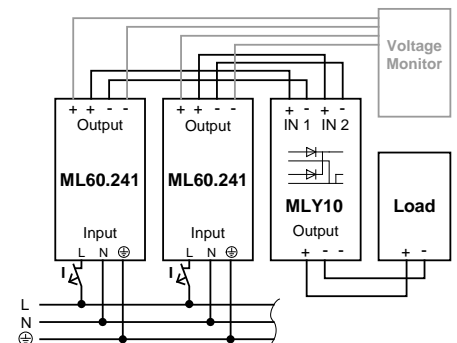 Voltage
Monitor
+ + - -
Output
ML60.241
Input
L N ⏚
I
+ + - -
Output
ML60.241
Input
L N ⏚
I
+ - + -
IN 1 IN 2
MLY10
Output
+ - -
Load
+ -
L
N
⏚